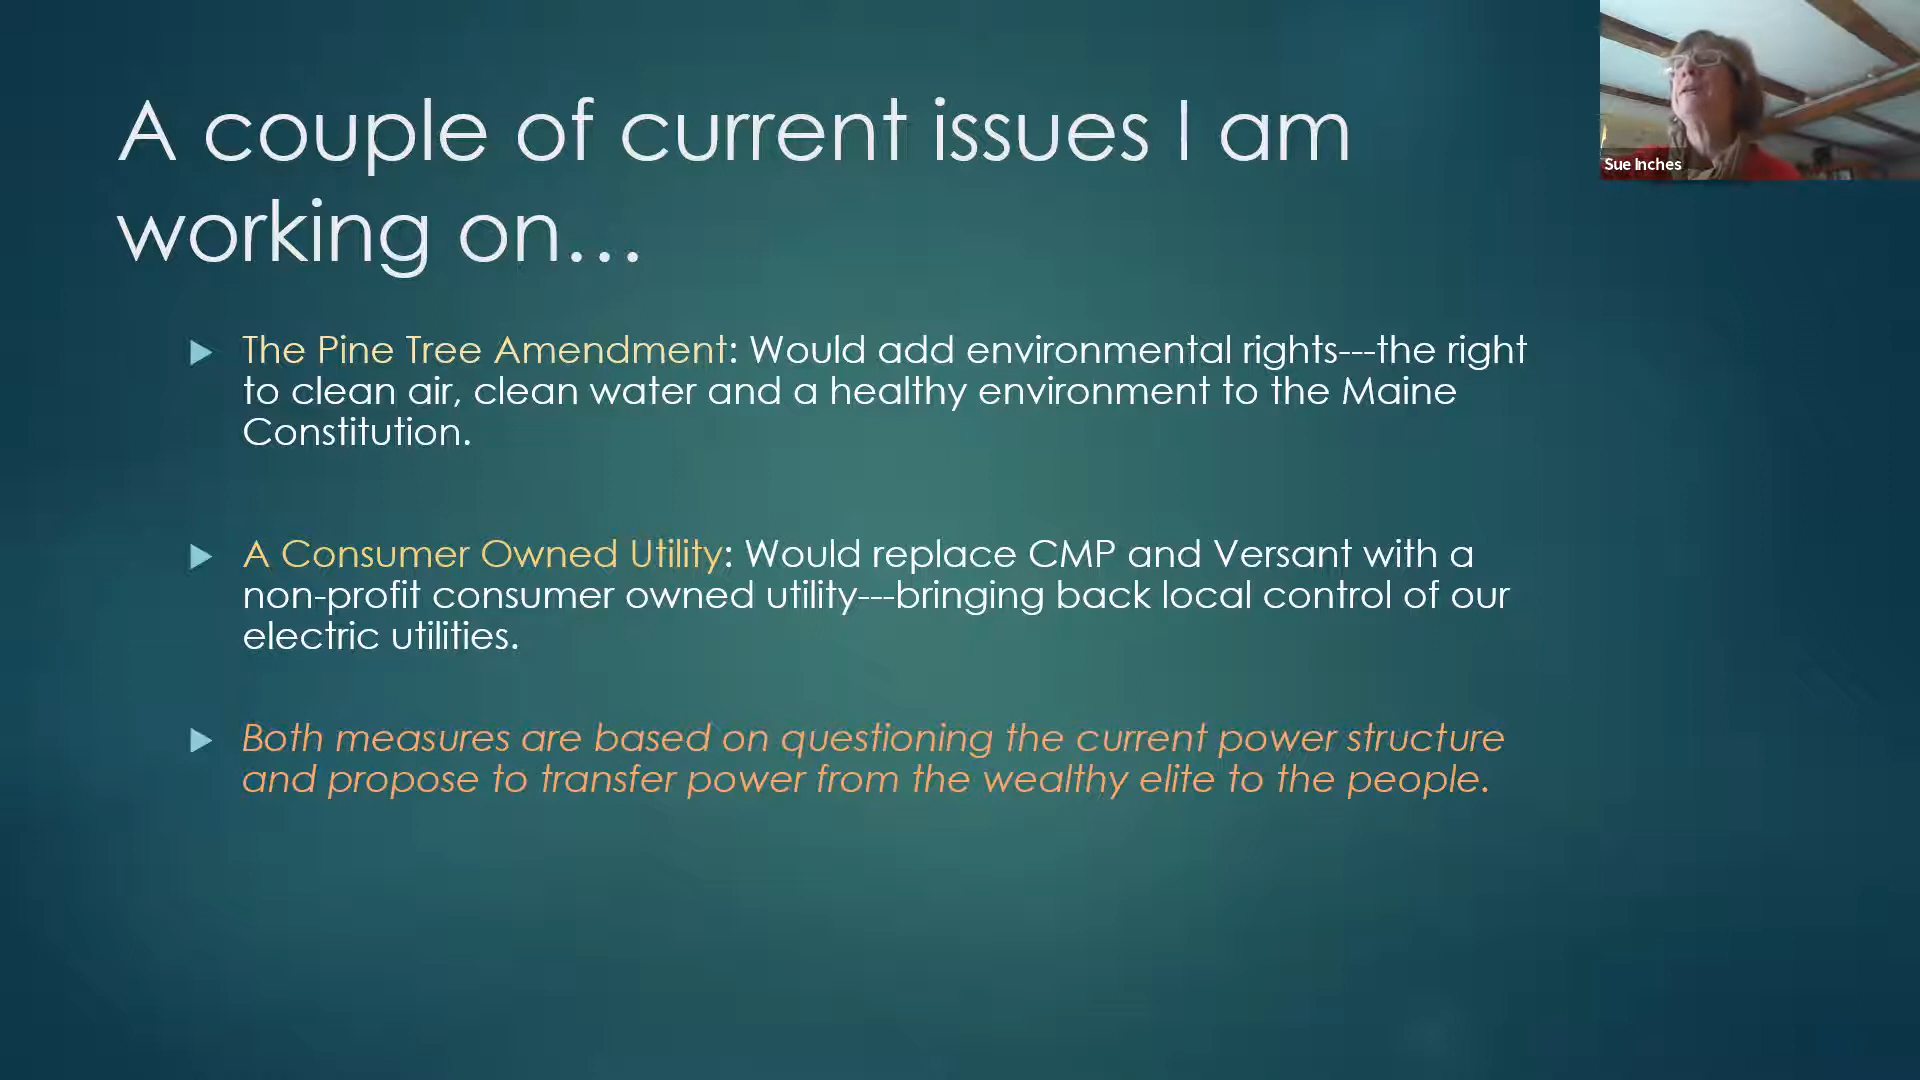 A couple of current issues I am
working on…
Sue Inches
The Pine Tree Amendment: Would add environmental rights---the right
to clean air, clean water and a healthy environment to the Maine
Constitution.
A Consumer Owned Utility: Would replace CMP and Versant with a
non-profit consumer owned utility---bringing back local control of our
electric utilities.
Both measures are based on questioning the current power structure
and propose to transfer power from the wealthy elite to the people.